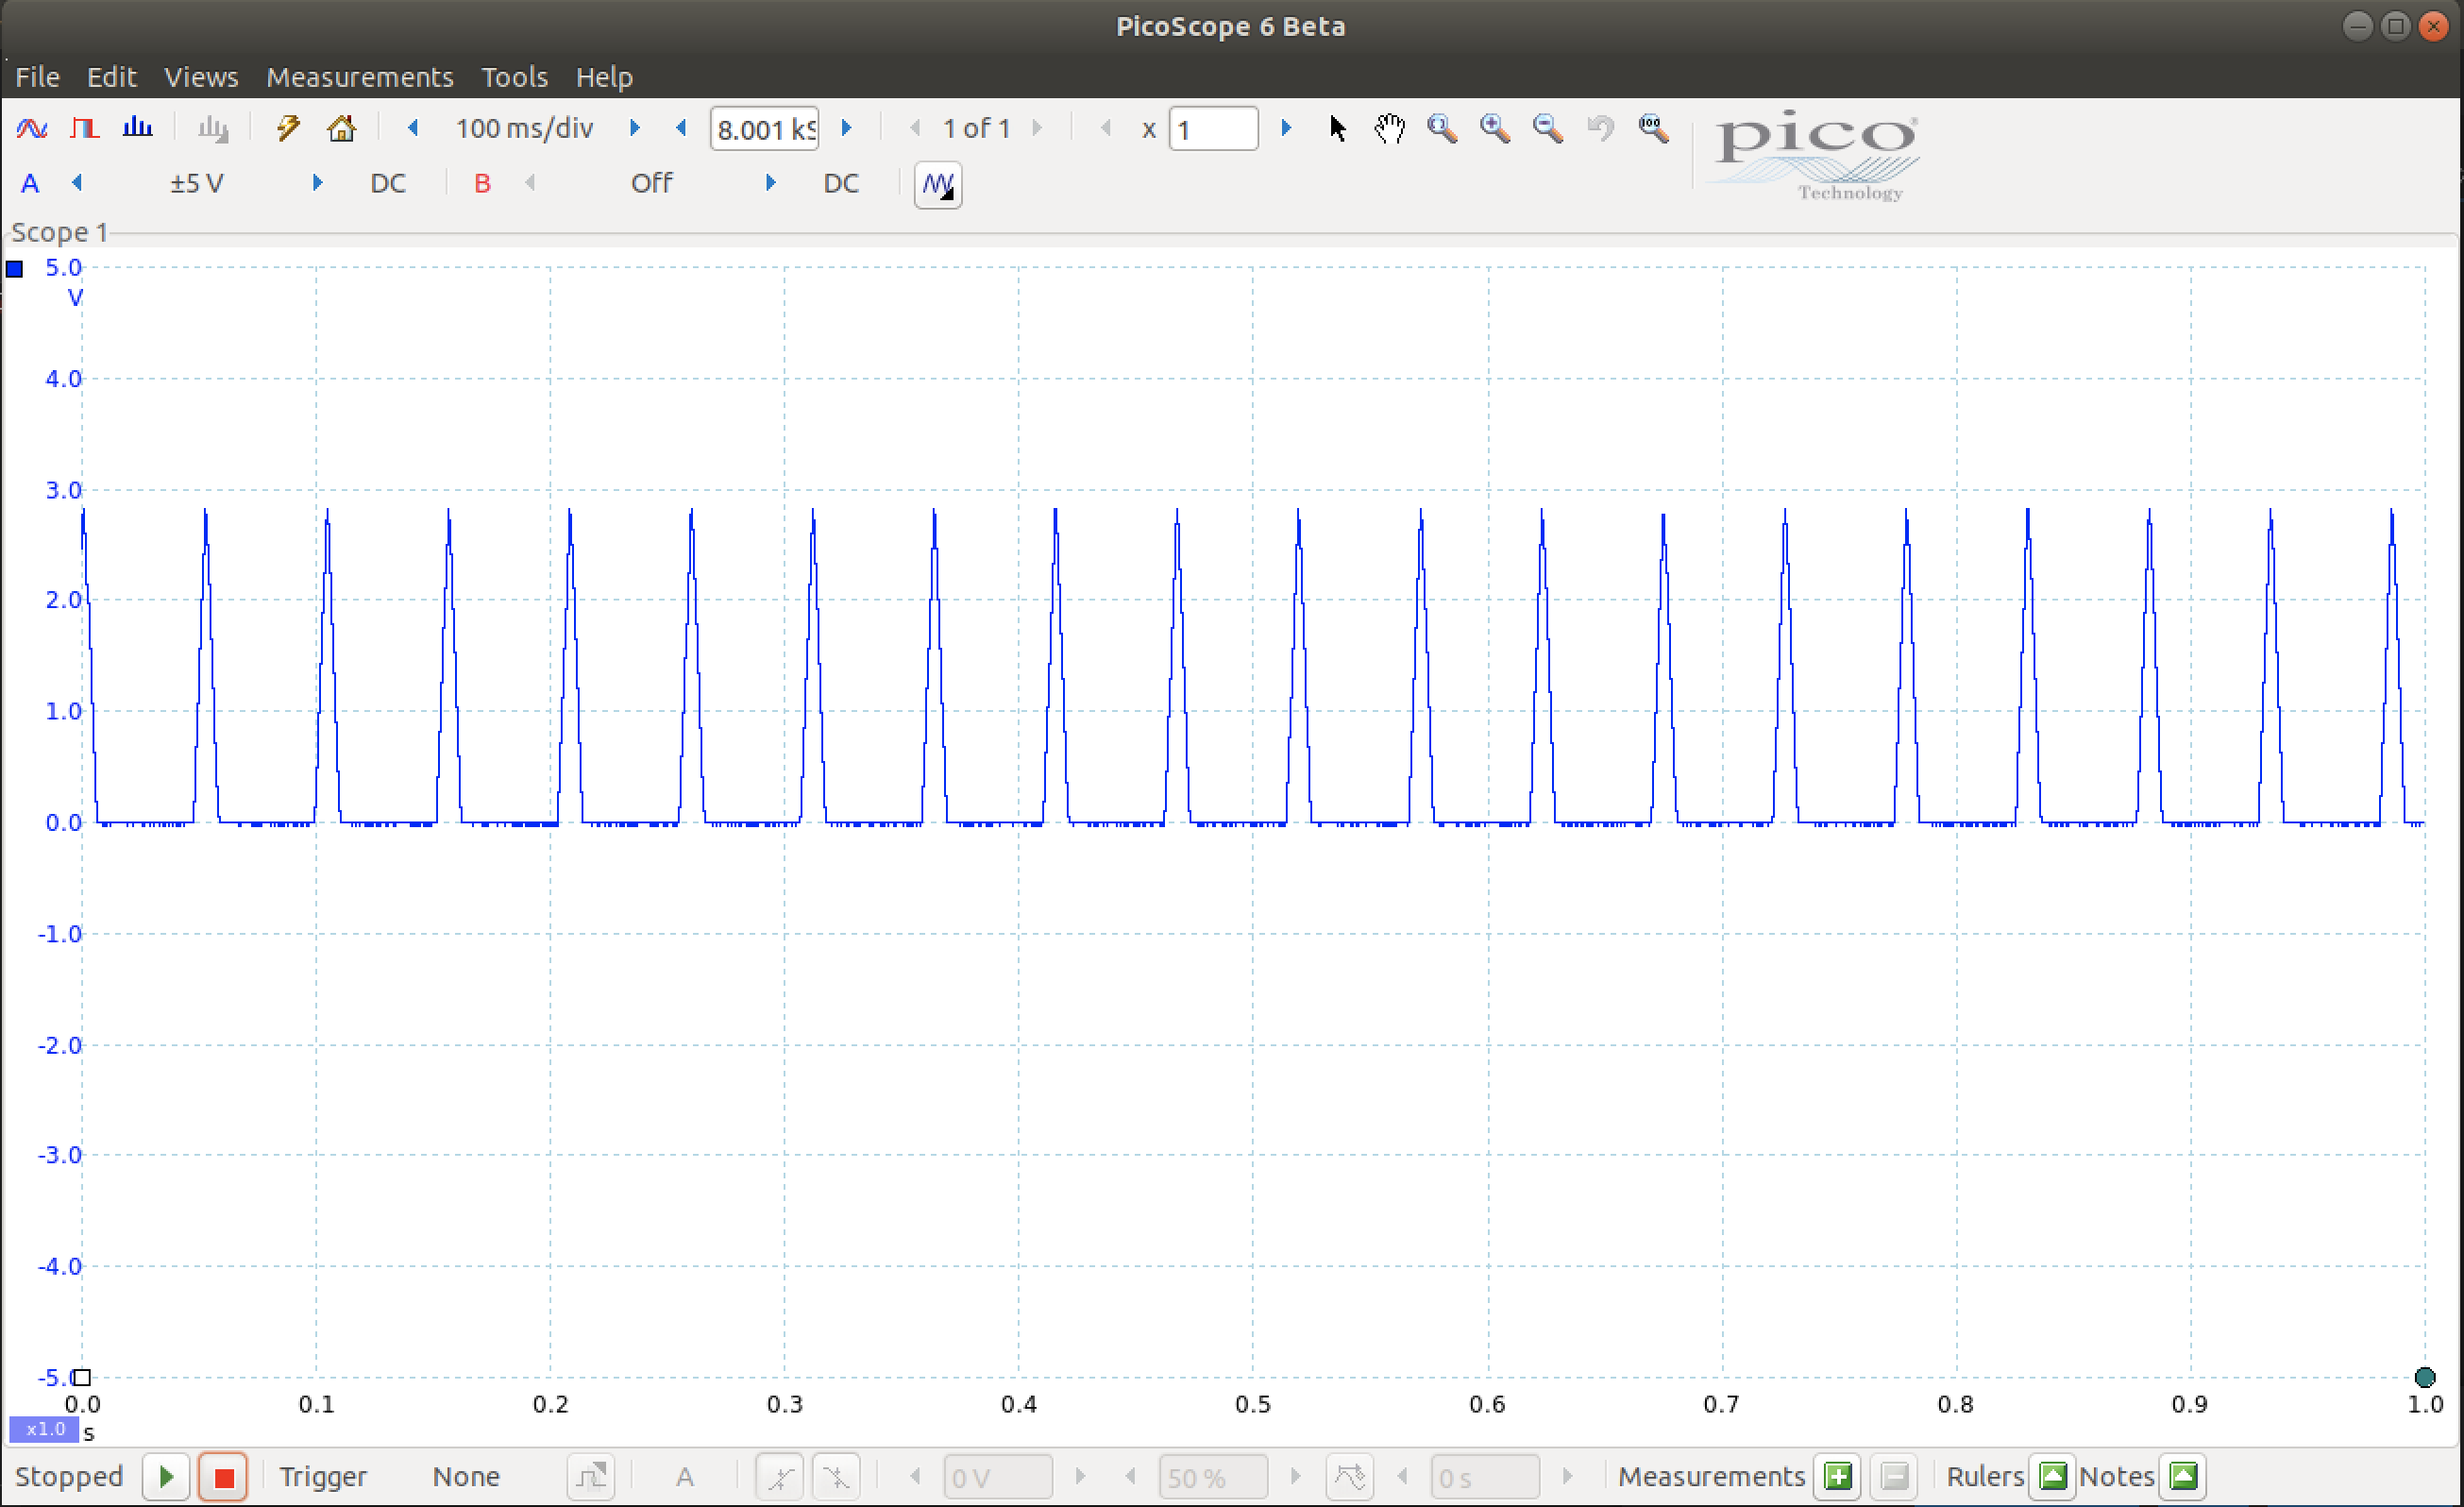 PicoScope 6 Beta
File Edit Views Measurements Tools Help
100 ms/div 8.001 kS 1 of 1 x 1
pico
Technology
A ±5 V DC B Off DC
Scope 1
5.0
V
4.0
3.0
2.0
1.0
0.0
-1.0
-2.0
-3.0
-4.0
-5.0
0.0 0.1 0.2 0.3 0.4 0.5 0.6 0.7 0.8 0.9 1.0
x1.0 s
Stopped Trigger None A 0 V 50 % 0 s Measurements Rulers Notes